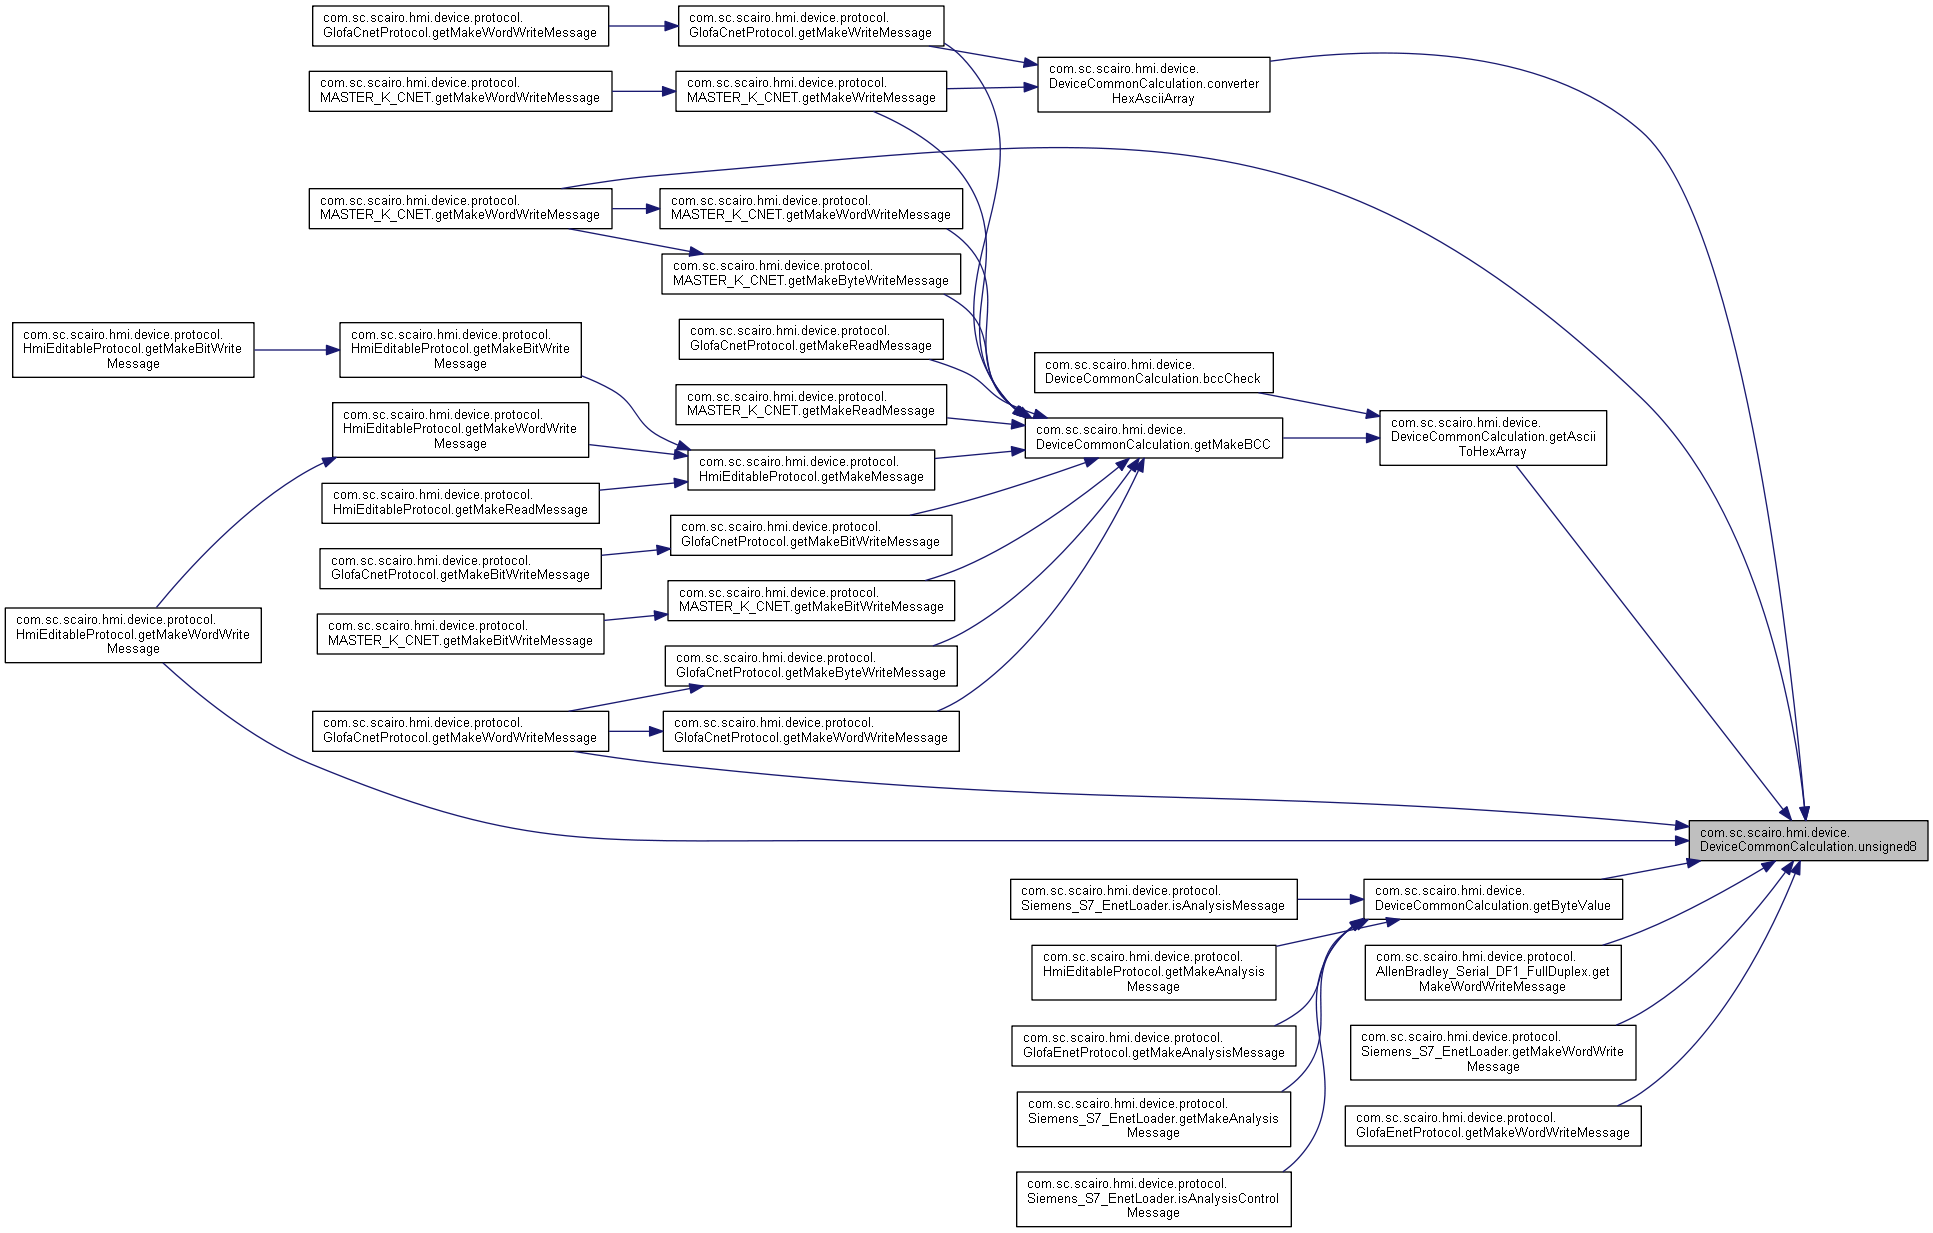 com.sc.scairo.hmi.device.protocol.
GlofaCnetProtocol.getMakeWordWriteMessage
com.sc.scairo.hmi.device.protocol.
GlofaCnetProtocol.getMakeWriteMessage
com.sc.scairo.hmi.device.
DeviceCommonCalculation.converter
HexAsciiArray
com.sc.scairo.hmi.device.protocol.
MASTER_K_CNET.getMakeWordWriteMessage
com.sc.scairo.hmi.device.protocol.
MASTER_K_CNET.getMakeWriteMessage
com.sc.scairo.hmi.device.protocol.
MASTER_K_CNET.getMakeWordWriteMessage
com.sc.scairo.hmi.device.protocol.
MASTER_K_CNET.getMakeWordWriteMessage
com.sc.scairo.hmi.device.protocol.
MASTER_K_CNET.getMakeByteWriteMessage
com.sc.scairo.hmi.device.protocol.
HmiEditableProtocol.getMakeBitWrite
Message
com.sc.scairo.hmi.device.protocol.
HmiEditableProtocol.getMakeBitWrite
Message
com.sc.scairo.hmi.device.protocol.
GlofaCnetProtocol.getMakeReadMessage
com.sc.scairo.hmi.device.
DeviceCommonCalculation.bccCheck
com.sc.scairo.hmi.device.protocol.
MASTER_K_CNET.getMakeReadMessage
com.sc.scairo.hmi.device.protocol.
HmiEditableProtocol.getMakeWordWrite
Message
com.sc.scairo.hmi.device.
DeviceCommonCalculation.getMakeBCC
com.sc.scairo.hmi.device.
DeviceCommonCalculation.getAscii
ToHexArray
com.sc.scairo.hmi.device.protocol.
HmiEditableProtocol.getMakeMessage
com.sc.scairo.hmi.device.protocol.
HmiEditableProtocol.getMakeReadMessage
com.sc.scairo.hmi.device.protocol.
GlofaCnetProtocol.getMakeBitWriteMessage
com.sc.scairo.hmi.device.protocol.
GlofaCnetProtocol.getMakeBitWriteMessage
com.sc.scairo.hmi.device.protocol.
MASTER_K_CNET.getMakeBitWriteMessage
com.sc.scairo.hmi.device.protocol.
HmiEditableProtocol.getMakeWordWrite
Message
com.sc.scairo.hmi.device.protocol.
MASTER_K_CNET.getMakeBitWriteMessage
com.sc.scairo.hmi.device.protocol.
GlofaCnetProtocol.getMakeByteWriteMessage
com.sc.scairo.hmi.device.protocol.
GlofaCnetProtocol.getMakeWordWriteMessage
com.sc.scairo.hmi.device.protocol.
GlofaCnetProtocol.getMakeWordWriteMessage
com.sc.scairo.hmi.device.
DeviceCommonCalculation.unsigned8
com.sc.scairo.hmi.device.protocol.
Siemens_S7_EnetLoader.isAnalysisMessage
com.sc.scairo.hmi.device.
DeviceCommonCalculation.getByteValue
com.sc.scairo.hmi.device.protocol.
HmiEditableProtocol.getMakeAnalysis
Message
com.sc.scairo.hmi.device.protocol.
AllenBradley_Serial_DF1_FullDuplex.get
MakeWordWriteMessage
com.sc.scairo.hmi.device.protocol.
GlofaEnetProtocol.getMakeAnalysisMessage
com.sc.scairo.hmi.device.protocol.
Siemens_S7_EnetLoader.getMakeWordWrite
Message
com.sc.scairo.hmi.device.protocol.
Siemens_S7_EnetLoader.getMakeAnalysis
Message
com.sc.scairo.hmi.device.protocol.
GlofaEnetProtocol.getMakeWordWriteMessage
com.sc.scairo.hmi.device.protocol.
Siemens_S7_EnetLoader.isAnalysisControl
Message